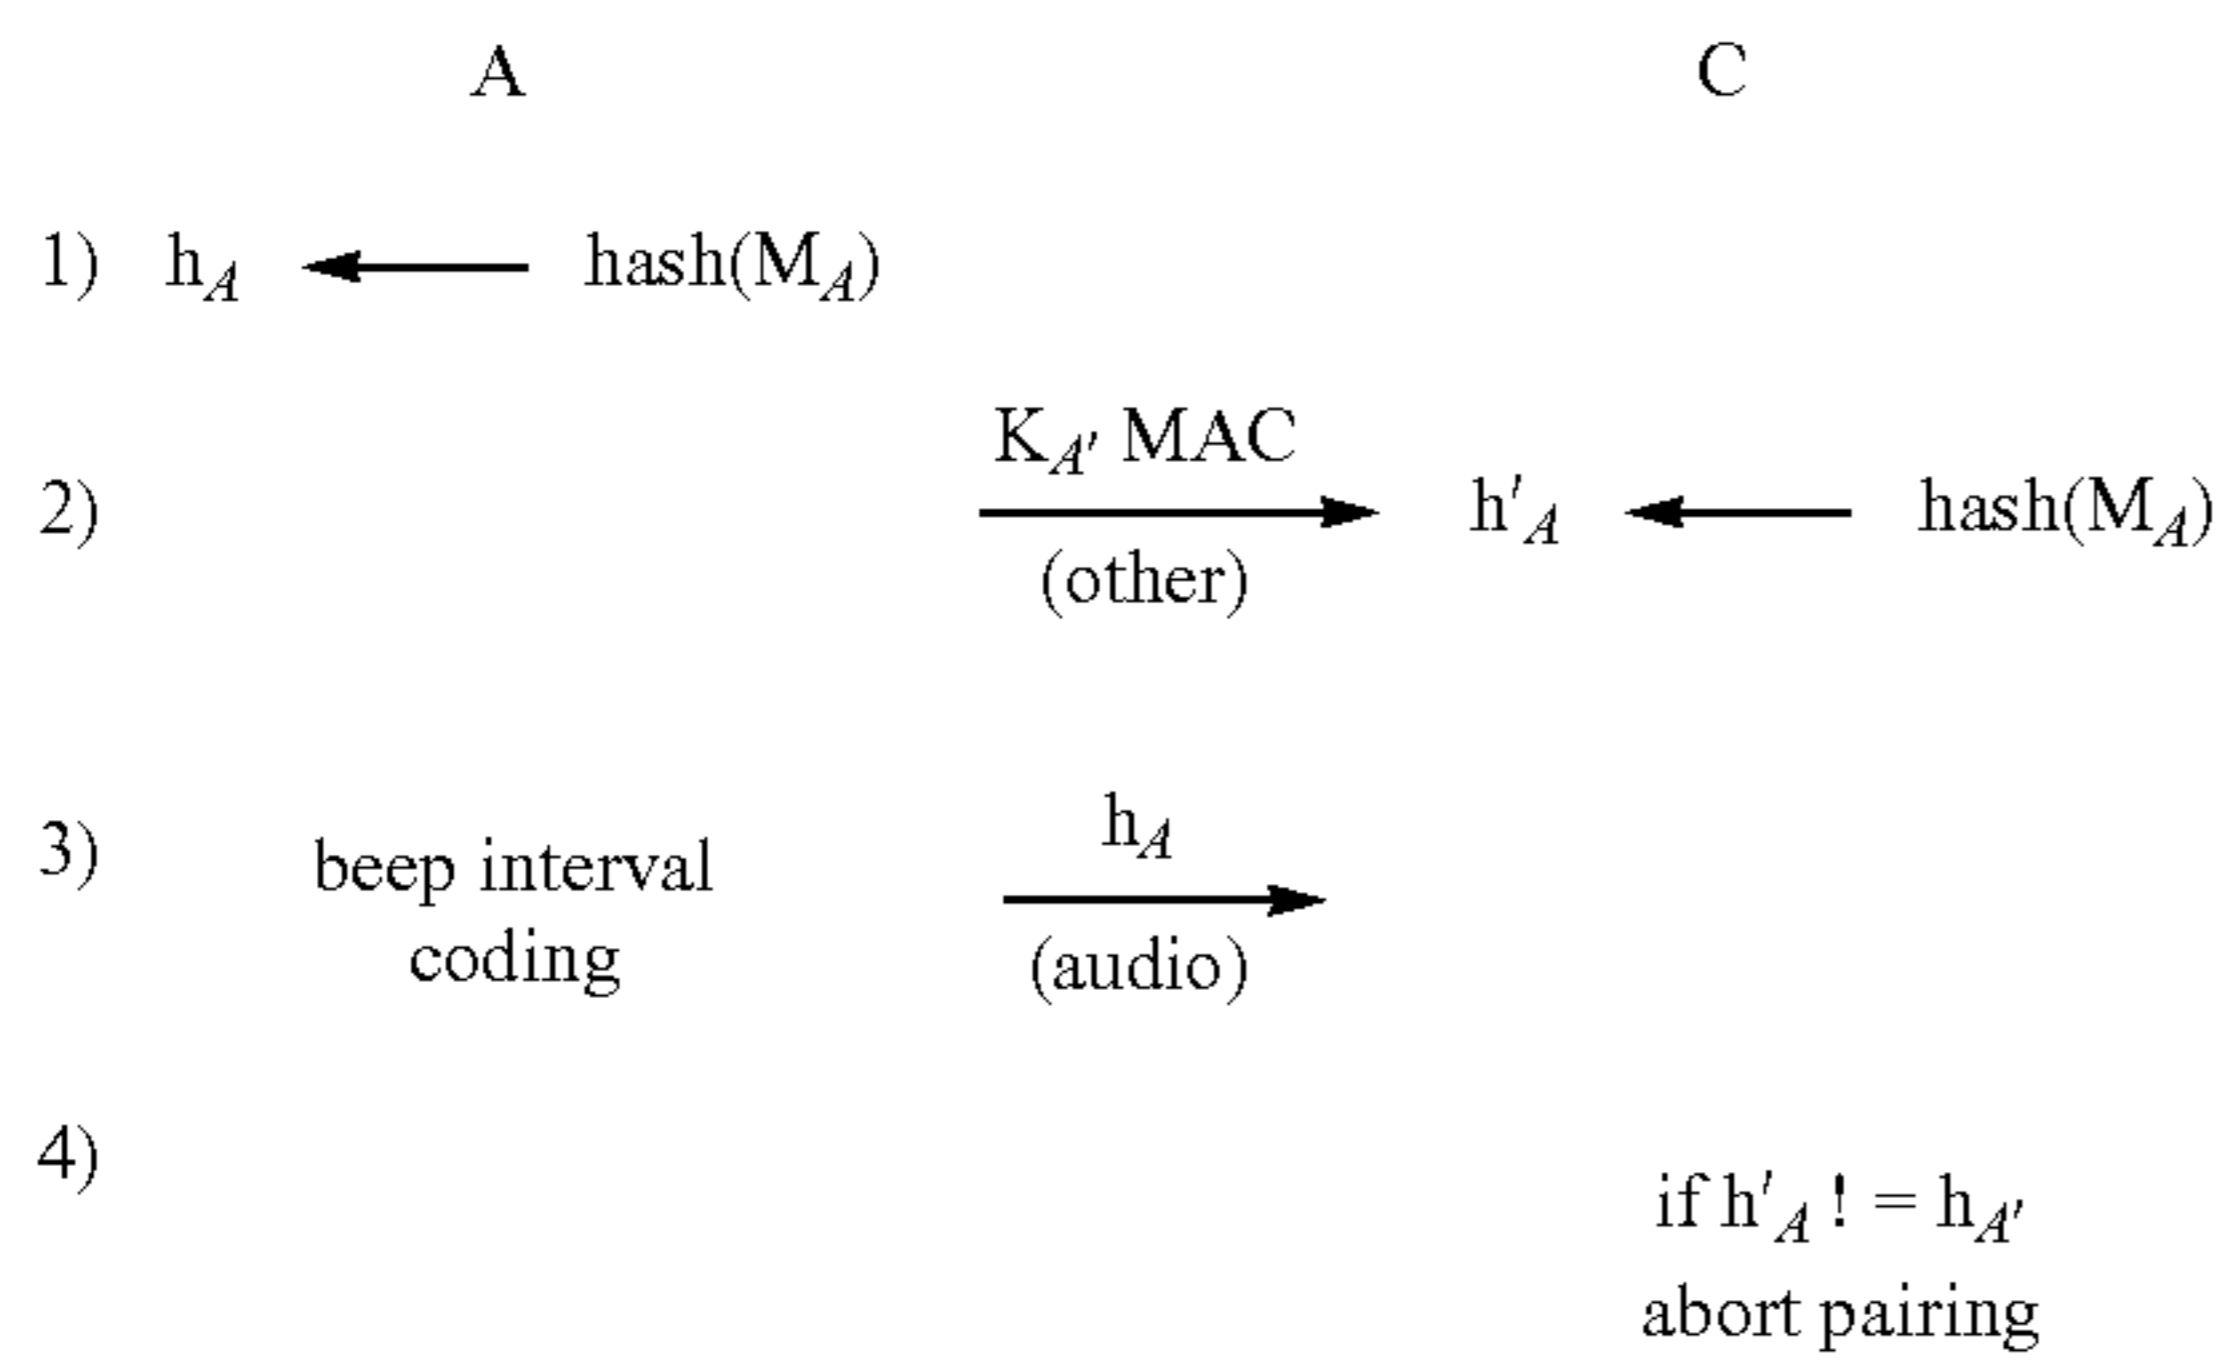 A C
1) h_A hash(M_A)
K_A' MAC
2) h'_A hash(M_A)
(other)
h_A
3) beep interval
coding
(audio)
4)
if h'_A ! = h_A'
abort pairing